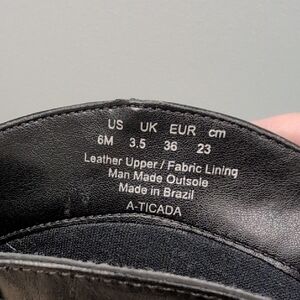 US UK EUR cm
6M 3.5 36 23
Leather Upper / Fabric Lining
Man Made Outsole
Made in Brazil
A-TICADA